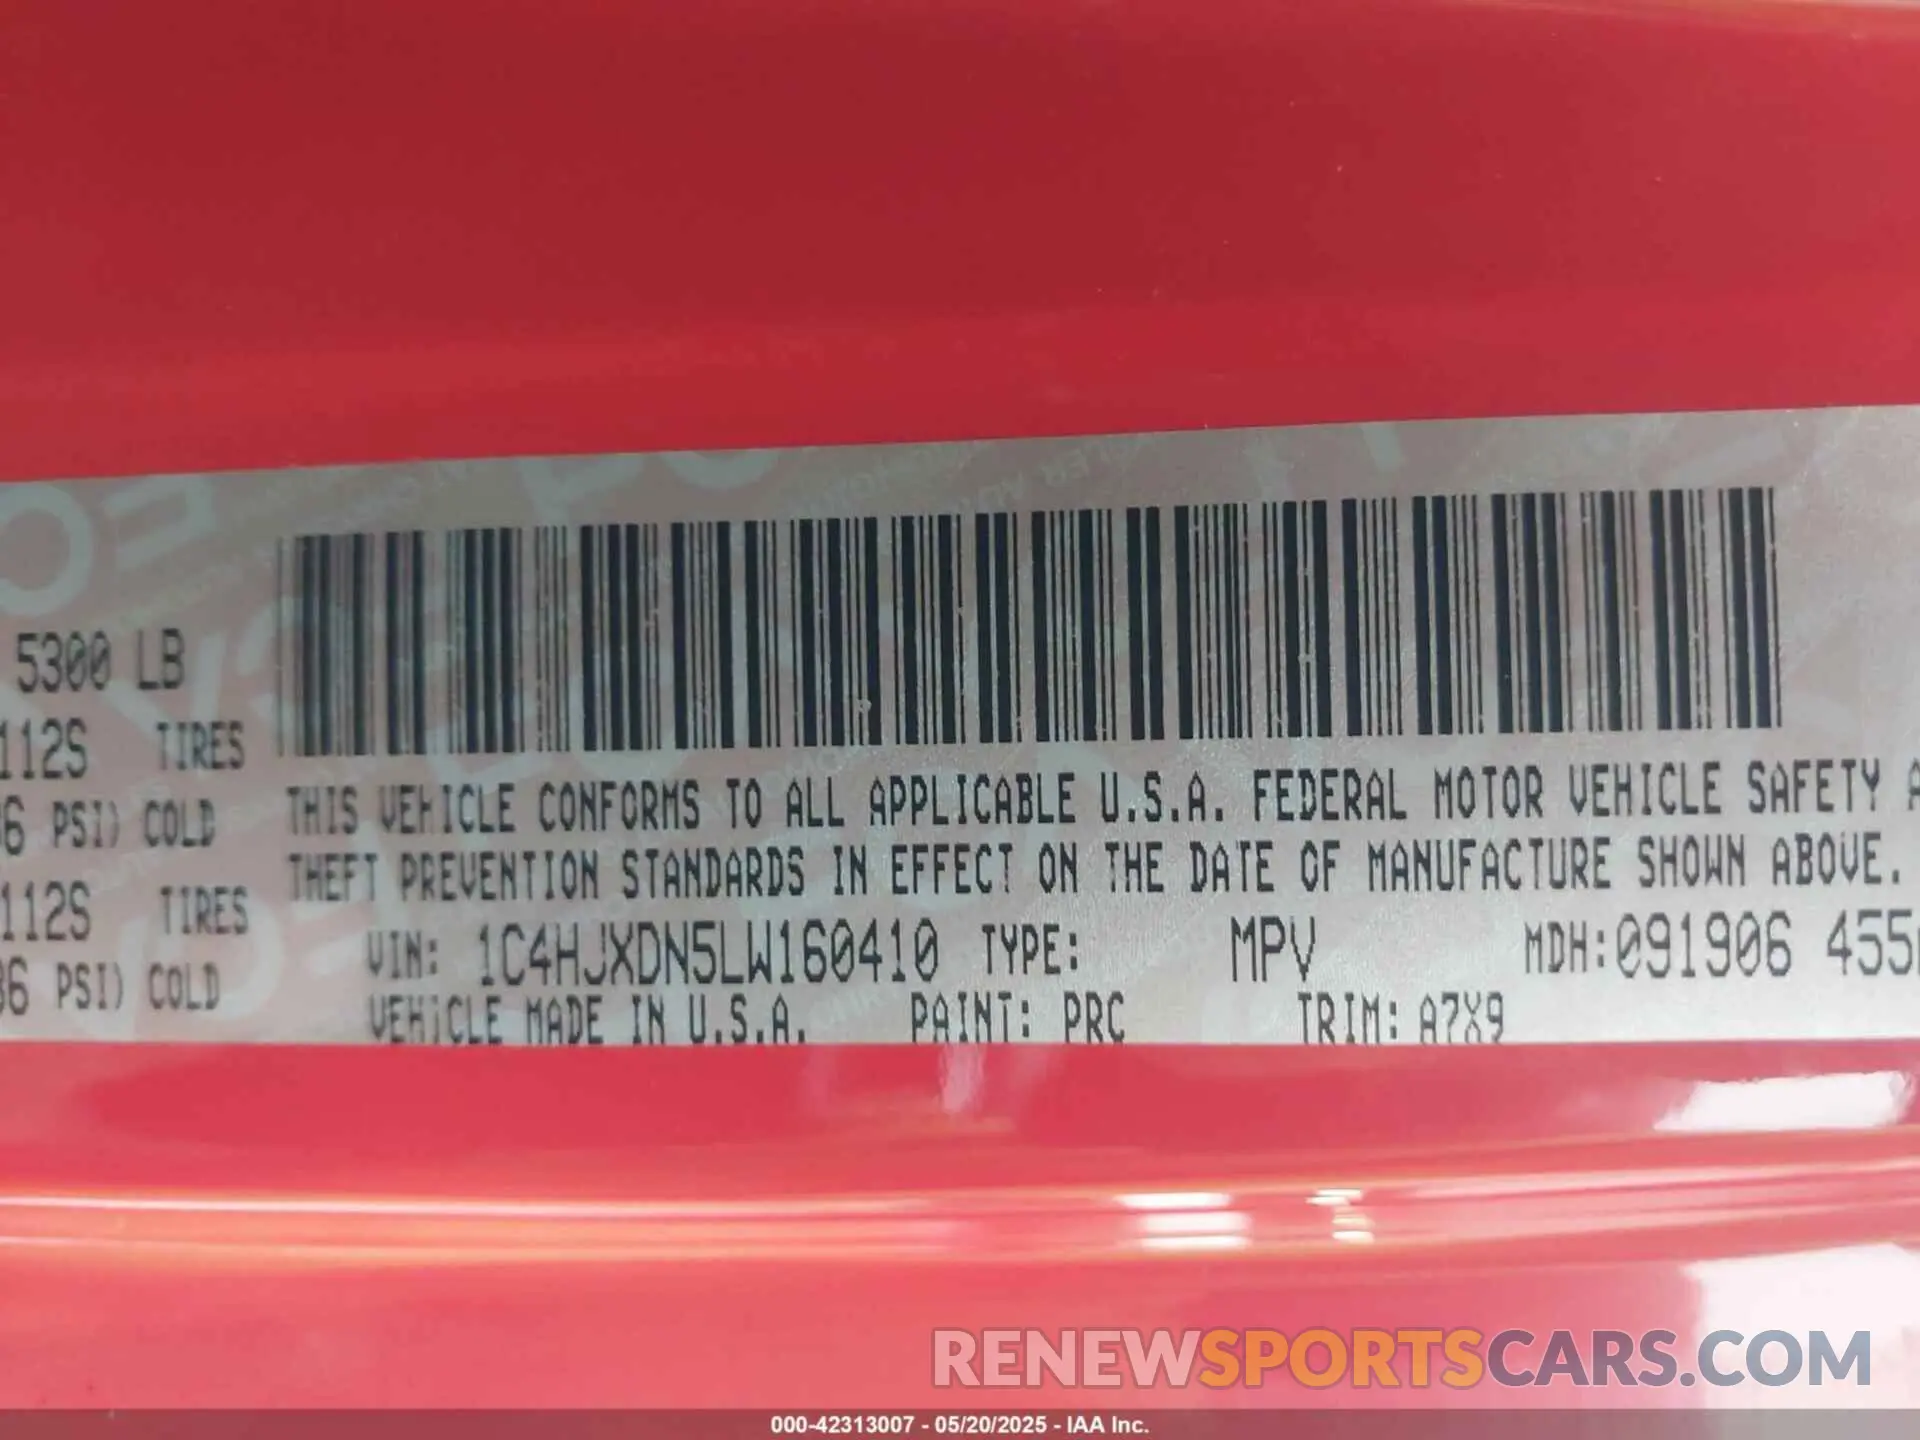 5300 LB
112S TIRES
36 PSI) COLD
112S TIRES
36 PSI) COLD
THIS VEHICLE CONFORMS TO ALL APPLICABLE U.S.A. FEDERAL MOTOR VEHICLE SAFETY A
THEFT PREVENTION STANDARDS IN EFFECT ON THE DATE OF MANUFACTURE SHOWN ABOVE.
VIN: 1C4HJXDN5LW160410 TYPE: MPV MDH:091906 455
VEHICLE MADE IN U.S.A. PAINT: PRC TRIM: A7X9
RENEWSPORTSCARS.COM
000-42313007 - 05/20/2025 - IAA Inc.